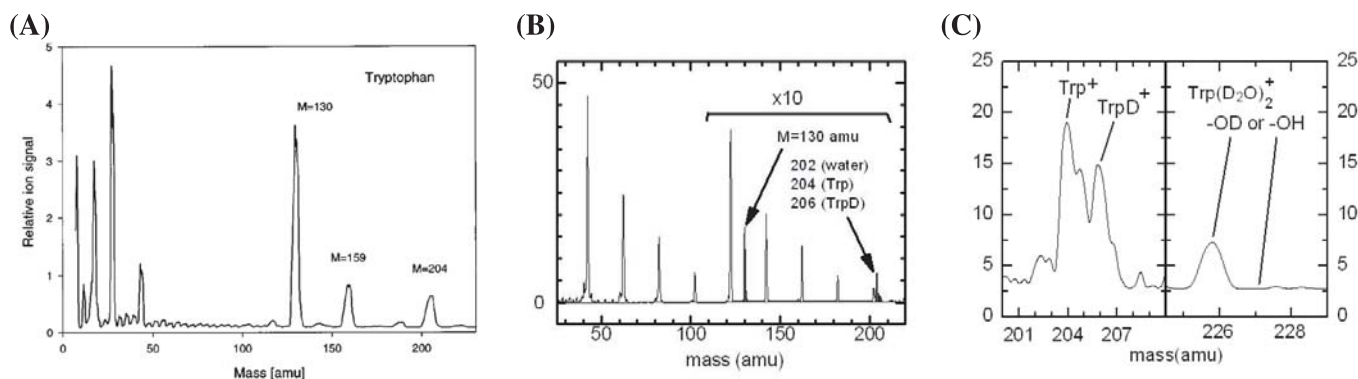 (A)
5
4
3
2
1
0
Relative ion signal
Tryptophan
M=130
M=159
M=204
0 50 100 150 200
Mass [amu]
(B)
50
0
x10
M=130 amu
202 (water)
204 (Trp)
206 (TrpD)
50 100 150 200
mass (amu)
(C)
25 25
20 20
15 15
10 10
5 5
0 0
Trp+
TrpD+
Trp(D₂O)₂⁺
-OD or -OH
201 204 207 226 228
mass(amu)